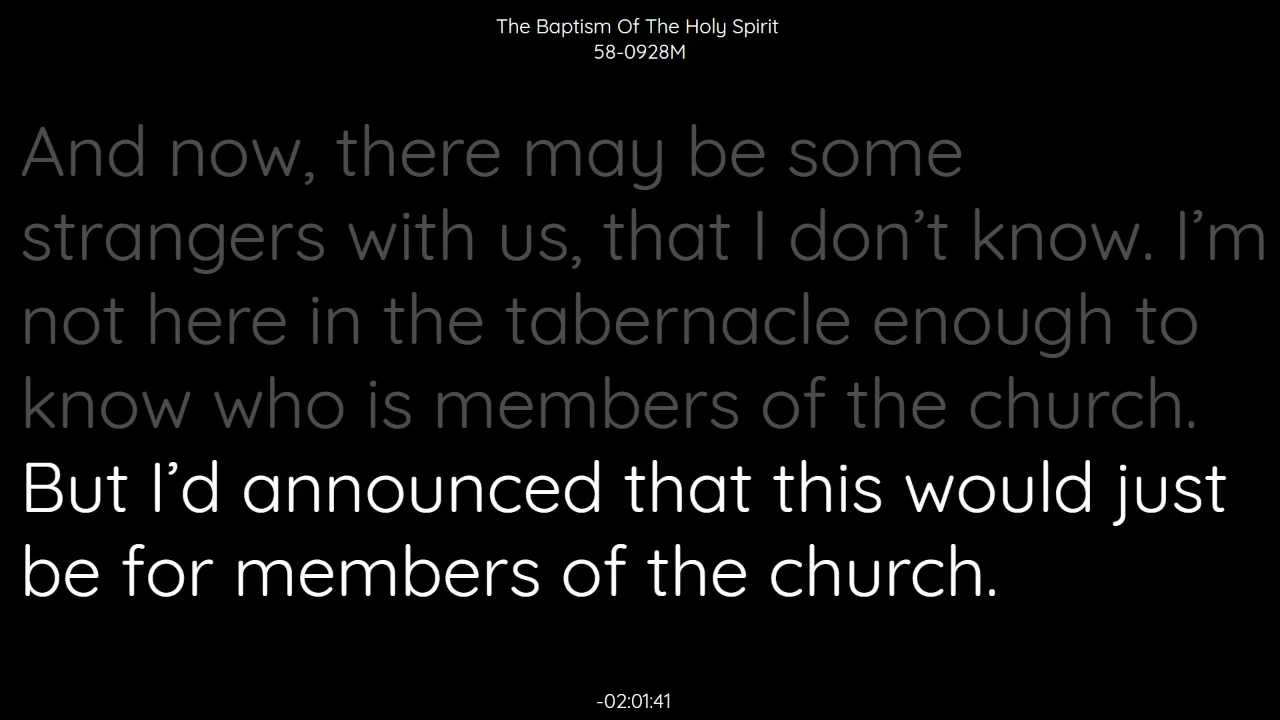 The Baptism Of The Holy Spirit
58-0928M
And now, there may be some
strangers with us, that I don’t know. I’m
not here in the tabernacle enough to
know who is members of the church.
But I’d announced that this would just
be for members of the church.
-02:01:41